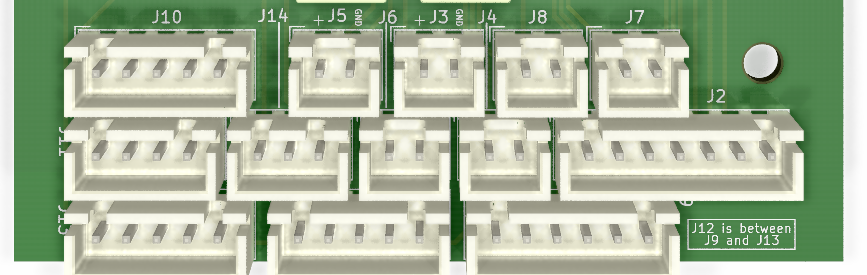 J10
J14
+ J5 GND
J6
+ J3 GND
J4
J8
J7
J2
J12 is between
J9 and J13